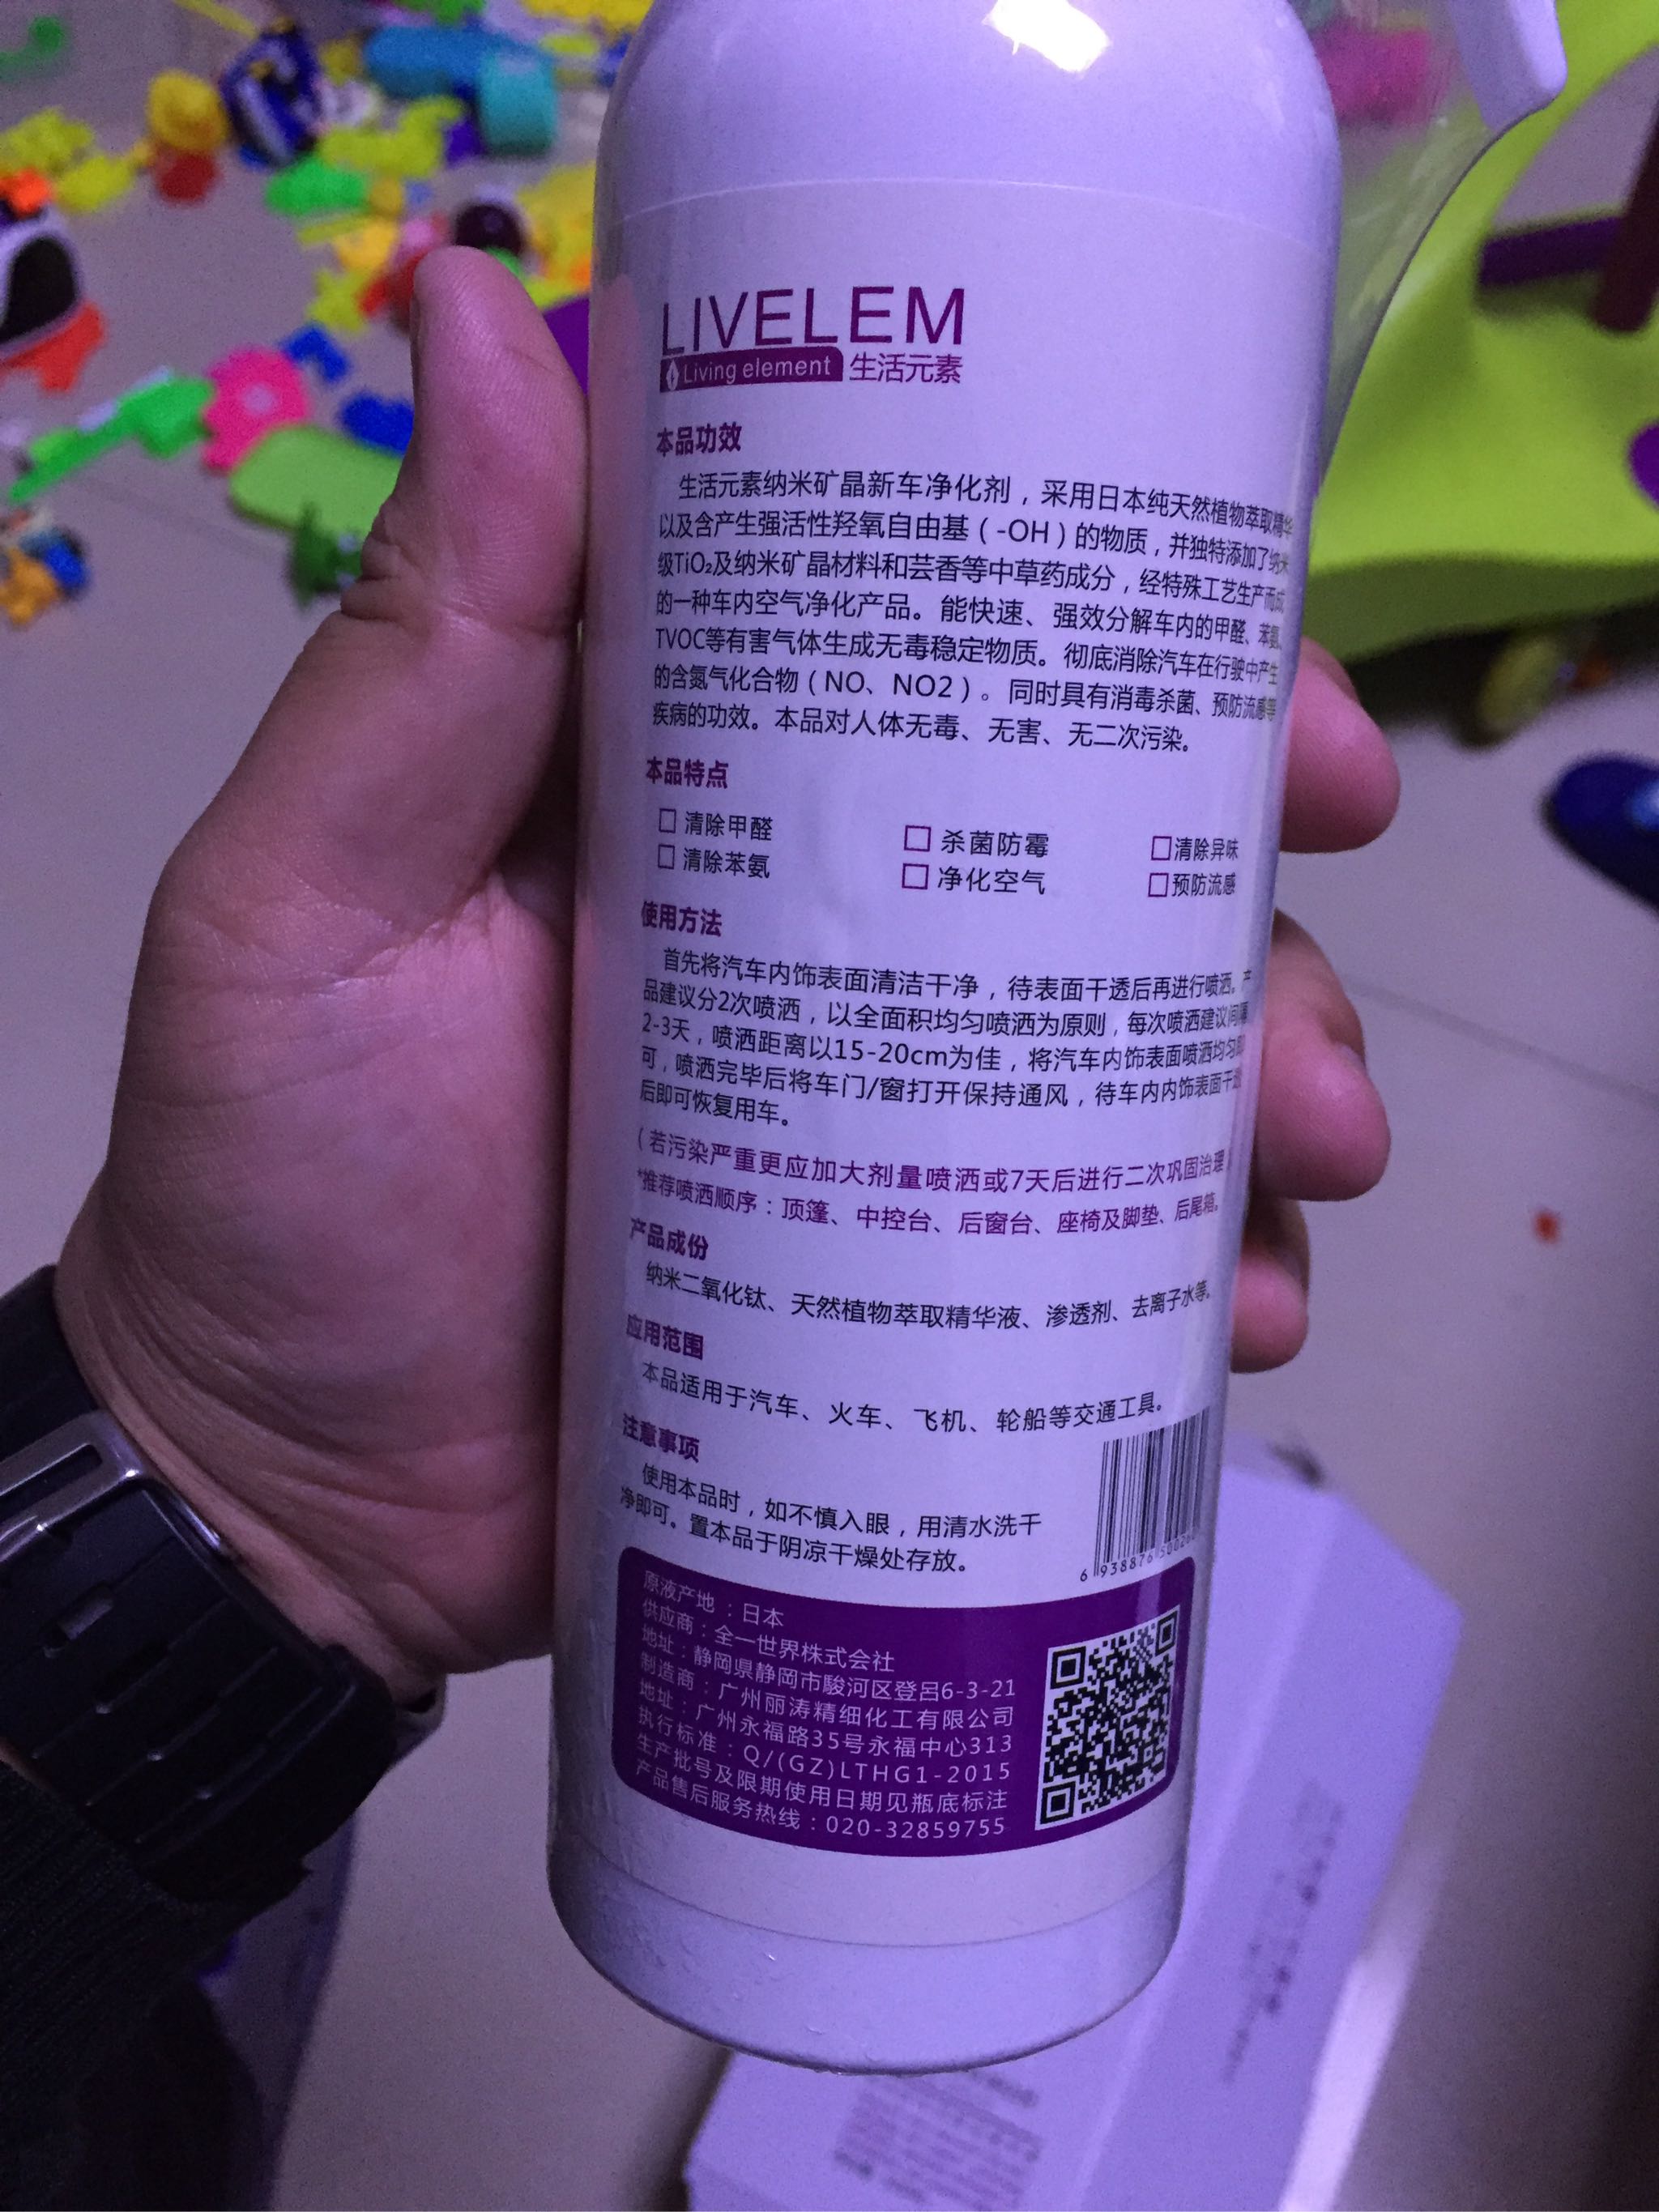 LIVELEM
Living element 生活元素
本品功效
生活元素纳米矿晶新车净化剂，采用日本纯天然植物萃取精华
以及含产生强活性羟氧自由基（-OH）的物质，并独特添加了纳米
级TiO₂及纳米矿晶材料和芸香等中草药成分，经特殊工艺生产而成
的一种车内空气净化产品。能快速、强效分解车内的甲醛、苯氨、
TVOC等有害气体生成无毒稳定物质。彻底消除汽车在行驶中产生
的含氮气化合物（NO、NO2）。同时具有消毒杀菌、预防流感等
疾病的功效。本品对人体无毒、无害、无二次污染。
本品特点
□ 清除甲醛 □ 杀菌防霉 □清除异味
□ 清除苯氨 □ 净化空气 □预防流感
使用方法
首先将汽车内饰表面清洁干净，待表面干透后再进行喷洒。产
品建议分2次喷洒，以全面积均匀喷洒为原则，每次喷洒建议间隔
2-3天，喷洒距离以15-20cm为佳，将汽车内饰表面喷洒均匀即
可，喷洒完毕后将车门/窗打开保持通风，待车内内饰表面干透
后即可恢复用车。
（若污染严重更应加大剂量喷洒或7天后进行二次巩固治理）
*推荐喷洒顺序：顶篷、中控台、后窗台、座椅及脚垫、后尾箱。
产品成份
纳米二氧化钛、天然植物萃取精华液、渗透剂、去离子水等。
应用范围
本品适用于汽车、火车、飞机、轮船等交通工具。
注意事项
使用本品时，如不慎入眼，用清水洗干
净即可。置本品于阴凉干燥处存放。
6 938876
原液产地：日本
供应商：全一世界株式会社
地址：静岡県静岡市駿河区登呂6-3-21
制造商：广州丽涛精细化工有限公司
地址：广州永福路35号永福中心313
执行标准：Q/(GZ)LTHG1-2015
生产批号及限期使用日期见瓶底标注
产品售后服务热线：020-32859755